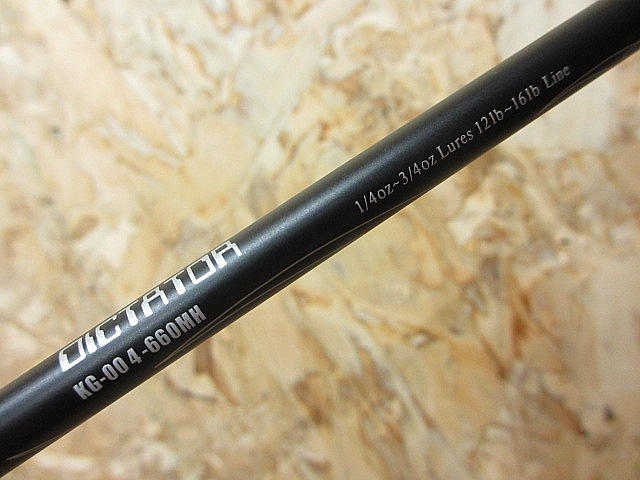 DICTATOR
KG-004-660MH
1/4oz~3/4oz Lures 12lb~16lb Line